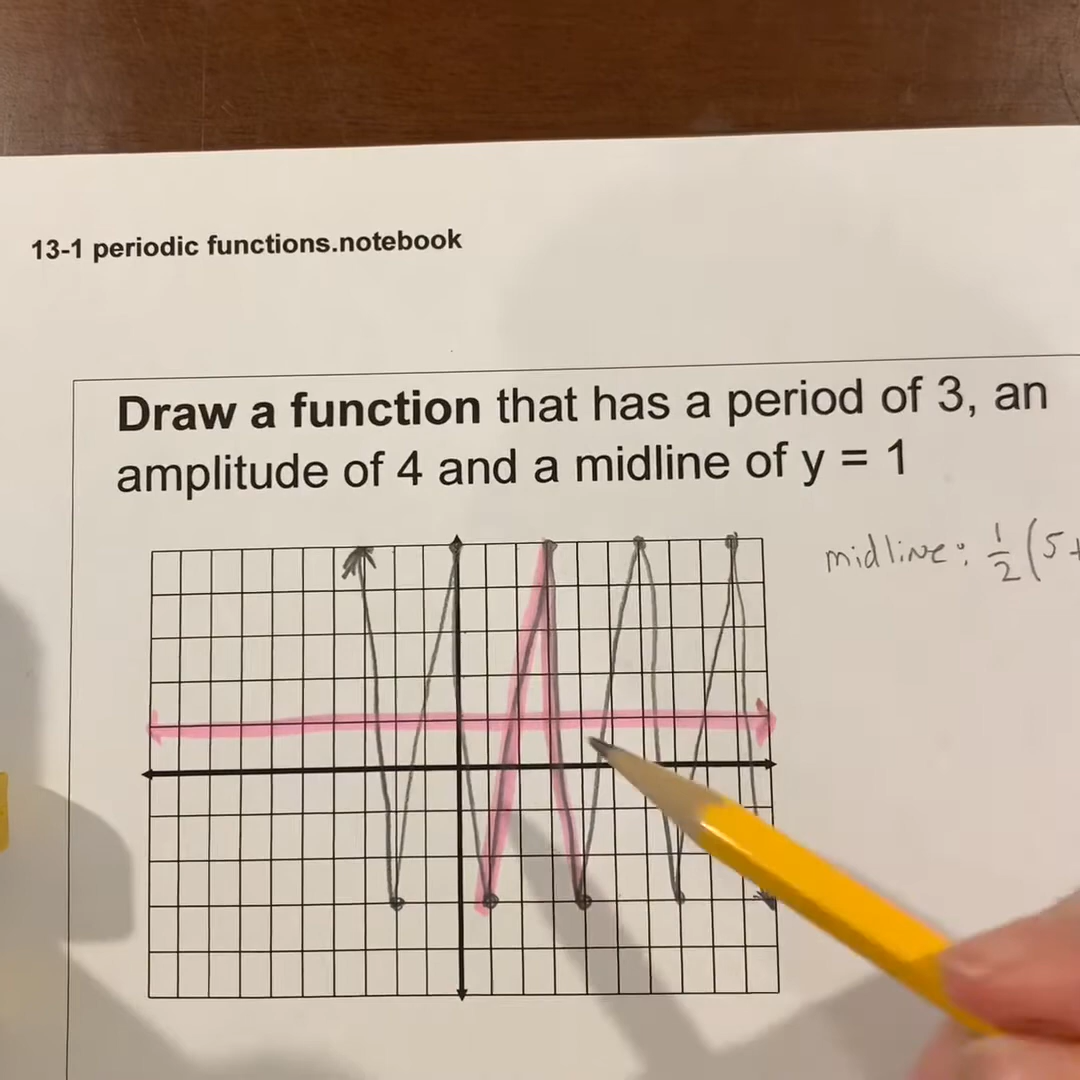 13-1 periodic functions.notebook
Draw a function that has a period of 3, an
amplitude of 4 and a midline of y = 1
midline: 1/2 (5+